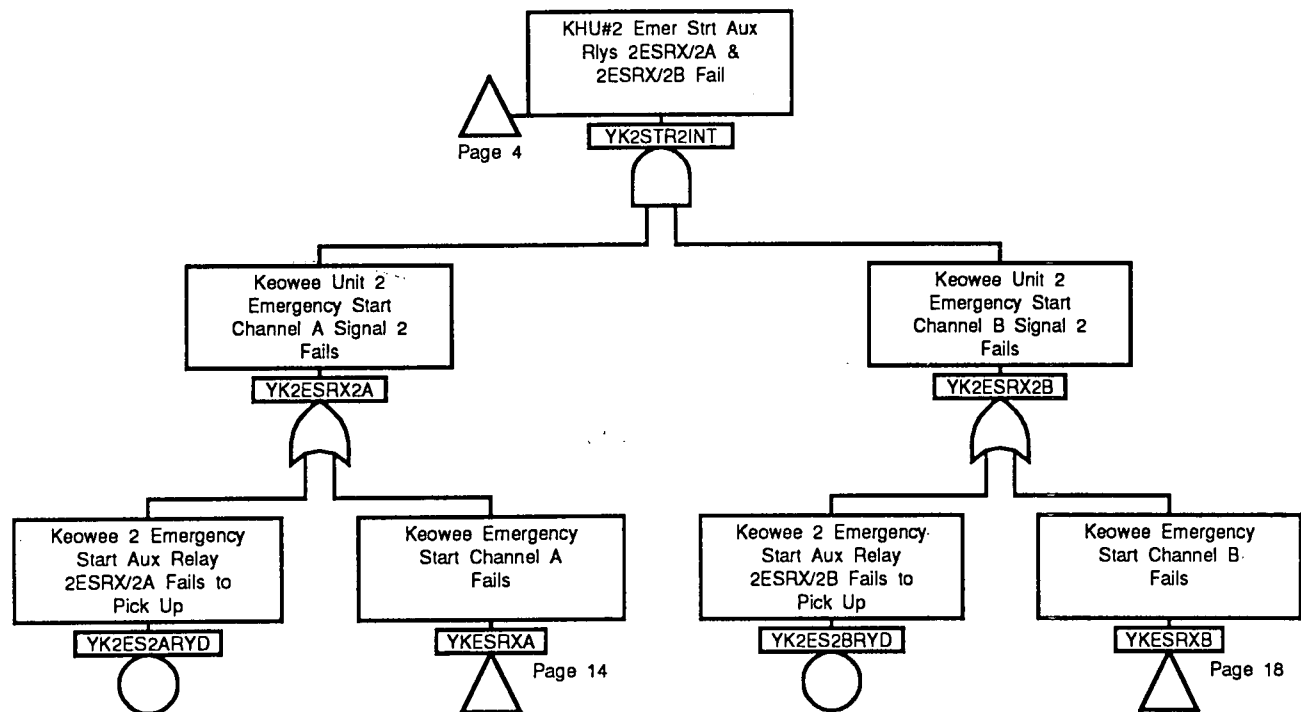 KHU#2 Emer Strt Aux
Rlys 2ESRX/2A &
2ESRX/2B Fail
Page 4
YK2STR2INT
Keowee Unit 2
Emergency Start
Channel A Signal 2
Fails
YK2ESRX2A
Keowee Unit 2
Emergency Start
Channel B Signal 2
Fails
YK2ESRX2B
Keowee 2 Emergency
Start Aux Relay
2ESRX/2A Fails to
Pick Up
YK2ES2ARYD
Keowee Emergency
Start Channel A
Fails
YKESRXA
Page 14
Keowee 2 Emergency
Start Aux Relay
2ESRX/2B Fails to
Pick Up
YK2ES2BRYD
Keowee Emergency
Start Channel B
Fails
YKESRXB
Page 18